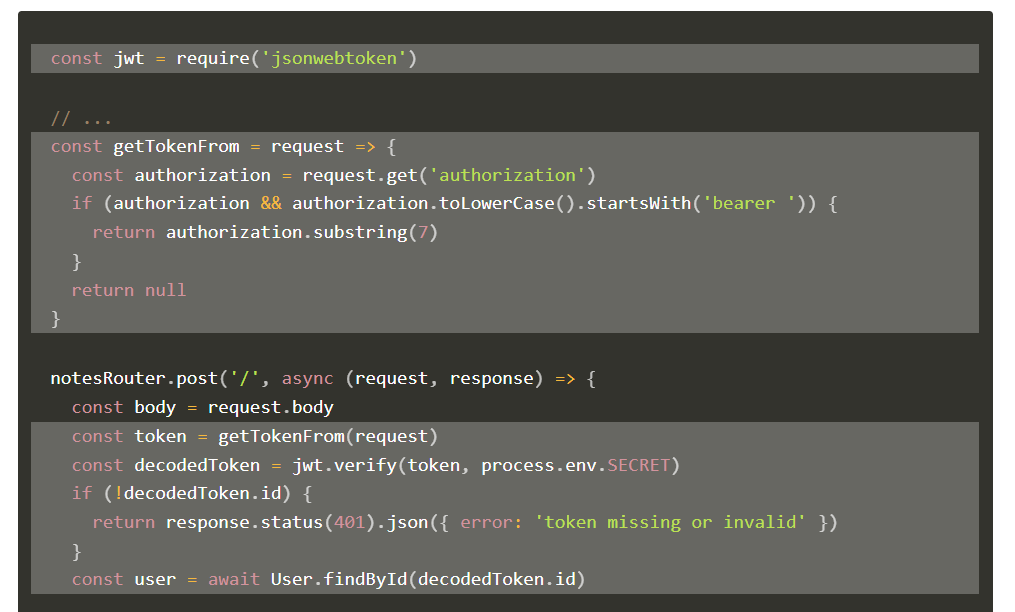 const jwt = require('jsonwebtoken')
// ...
const getTokenFrom = request => {
  const authorization = request.get('authorization')
  if (authorization && authorization.toLowerCase().startsWith('bearer ')) {
    return authorization.substring(7)
  }
  return null
}
notesRouter.post('/', async (request, response) => {
  const body = request.body
  const token = getTokenFrom(request)
  const decodedToken = jwt.verify(token, process.env.SECRET)
  if (!decodedToken.id) {
    return response.status(401).json({ error: 'token missing or invalid' })
  }
  const user = await User.findById(decodedToken.id)